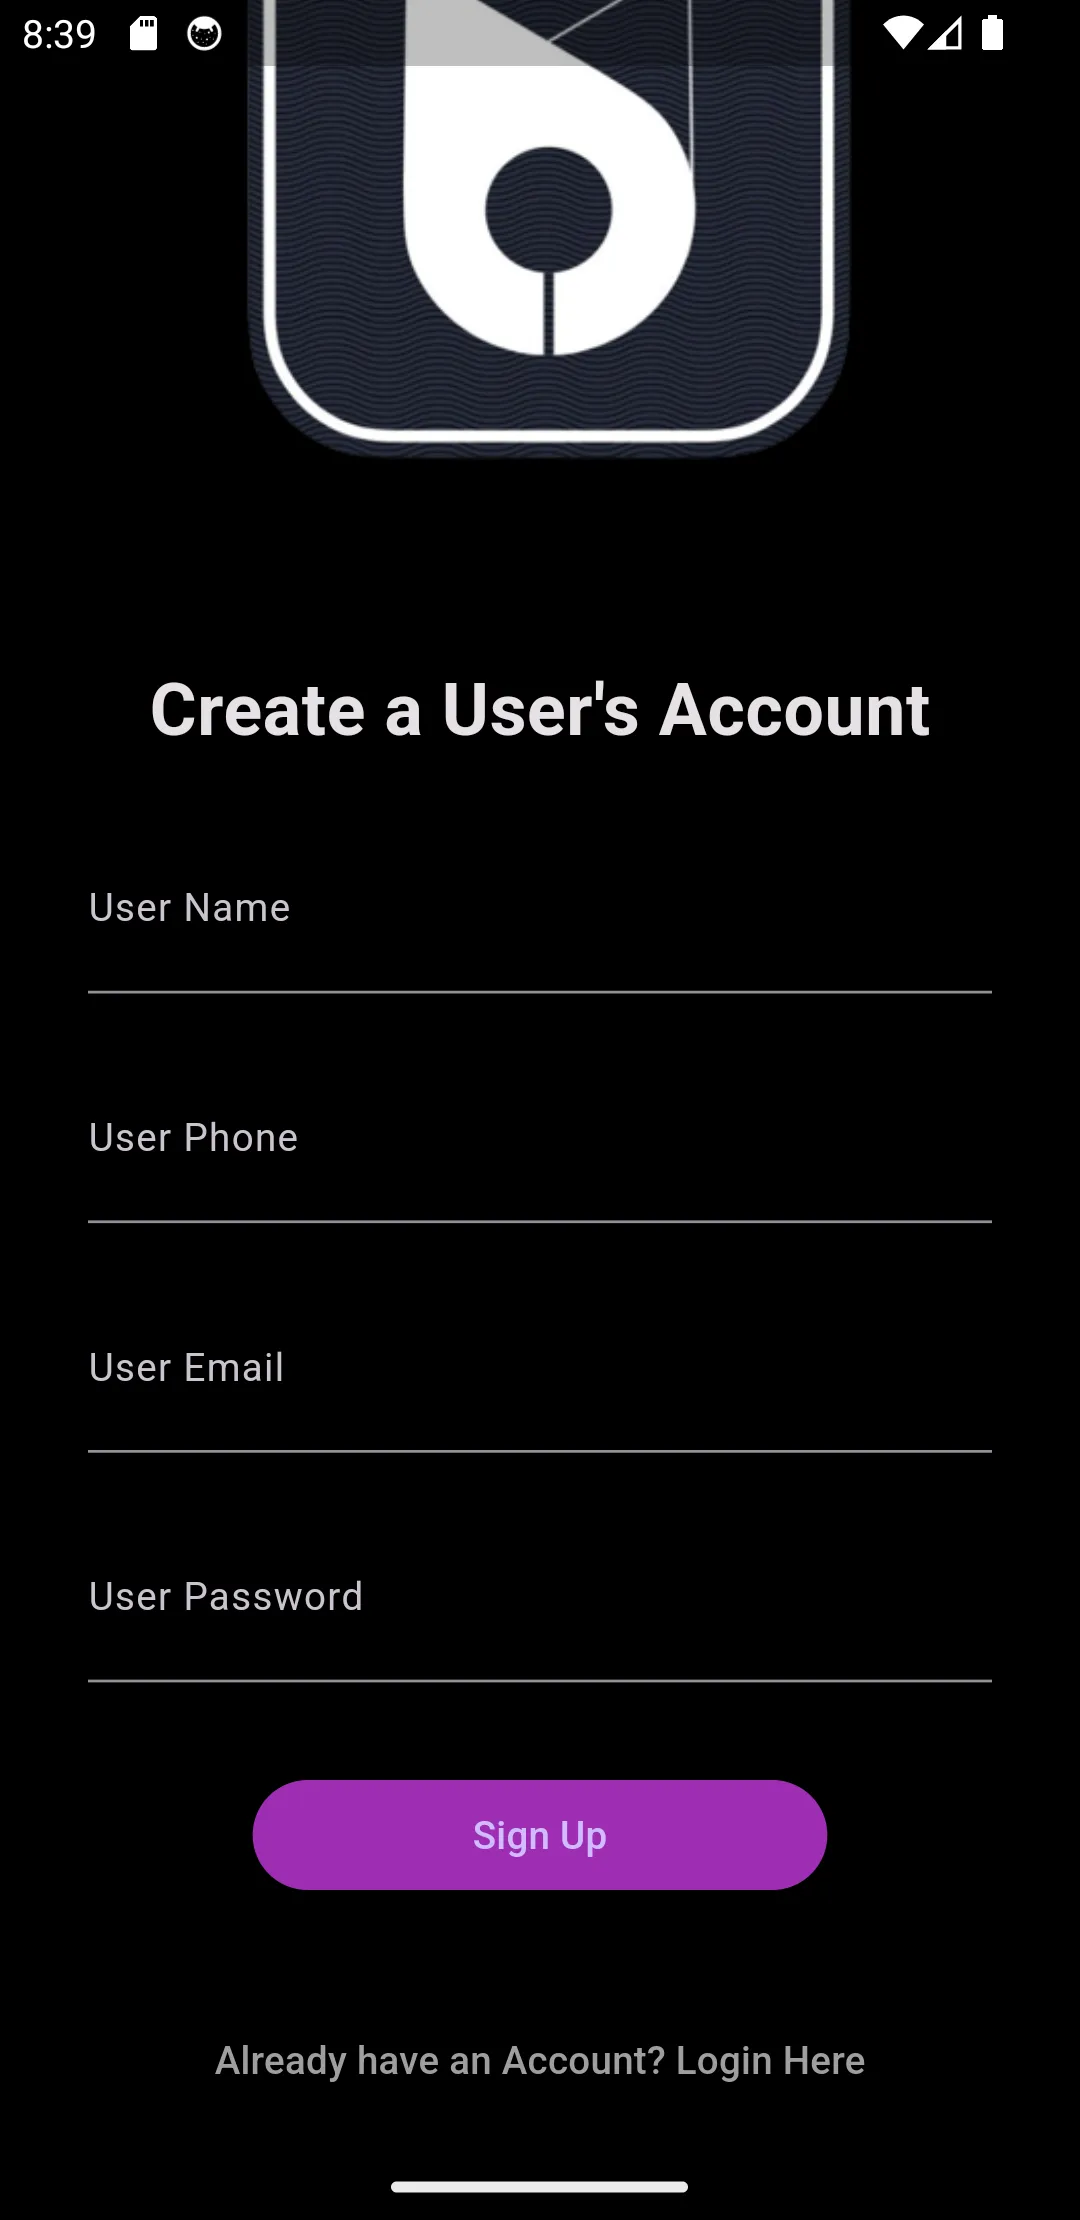 8:39
Create a User's Account
User Name
User Phone
User Email
User Password
Sign Up
Already have an Account? Login Here